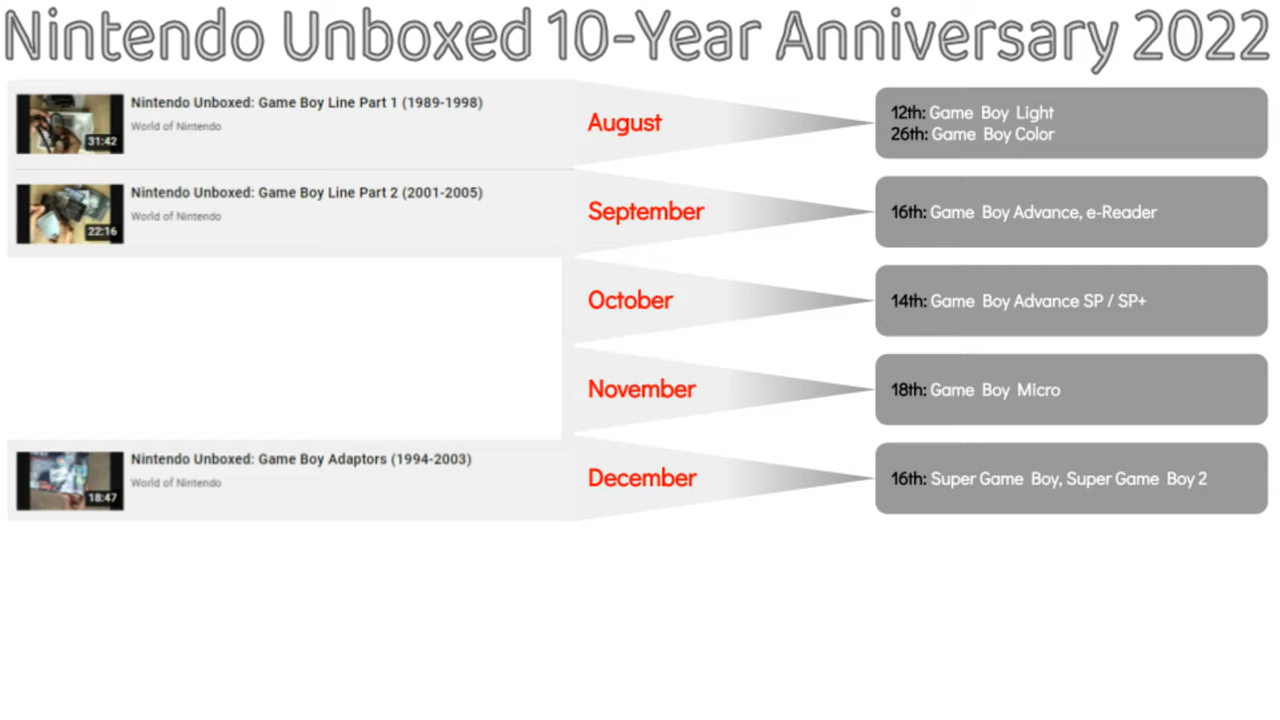 Nintendo Unboxed 10-Year Anniversary 2022
Nintendo Unboxed: Game Boy Line Part 1 (1989-1998)
World of Nintendo
31:42
August
12th: Game Boy Light
26th: Game Boy Color
Nintendo Unboxed: Game Boy Line Part 2 (2001-2005)
World of Nintendo
22:16
September
16th: Game Boy Advance, e-Reader
October
14th: Game Boy Advance SP / SP+
November
18th: Game Boy Micro
Nintendo Unboxed: Game Boy Adaptors (1994-2003)
World of Nintendo
18:47
December
16th: Super Game Boy, Super Game Boy 2